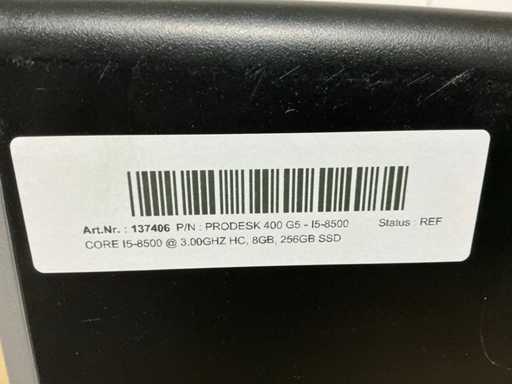 Art.Nr. : 137406 P/N : PRODESK 400 G5 - I5-8500 Status : REF
CORE I5-8500 @ 3.00GHZ HC, 8GB, 256GB SSD